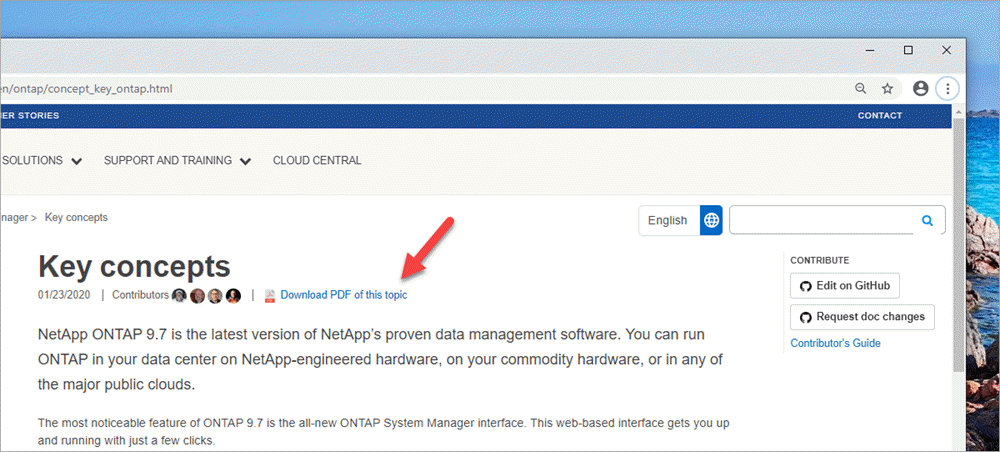 en/ontap/concept_key_ontap.html
ER STORIES CONTACT
SOLUTIONS SUPPORT AND TRAINING CLOUD CENTRAL
nager > Key concepts
English
Key concepts
01/23/2020 | Contributors | Download PDF of this topic
CONTRIBUTE
Edit on GitHub
Request doc changes
Contributor's Guide
NetApp ONTAP 9.7 is the latest version of NetApp’s proven data management software. You can run
ONTAP in your data center on NetApp-engineered hardware, on your commodity hardware, or in any of
the major public clouds.
The most noticeable feature of ONTAP 9.7 is the all-new ONTAP System Manager interface. This web-based interface gets you up
and running with just a few clicks.